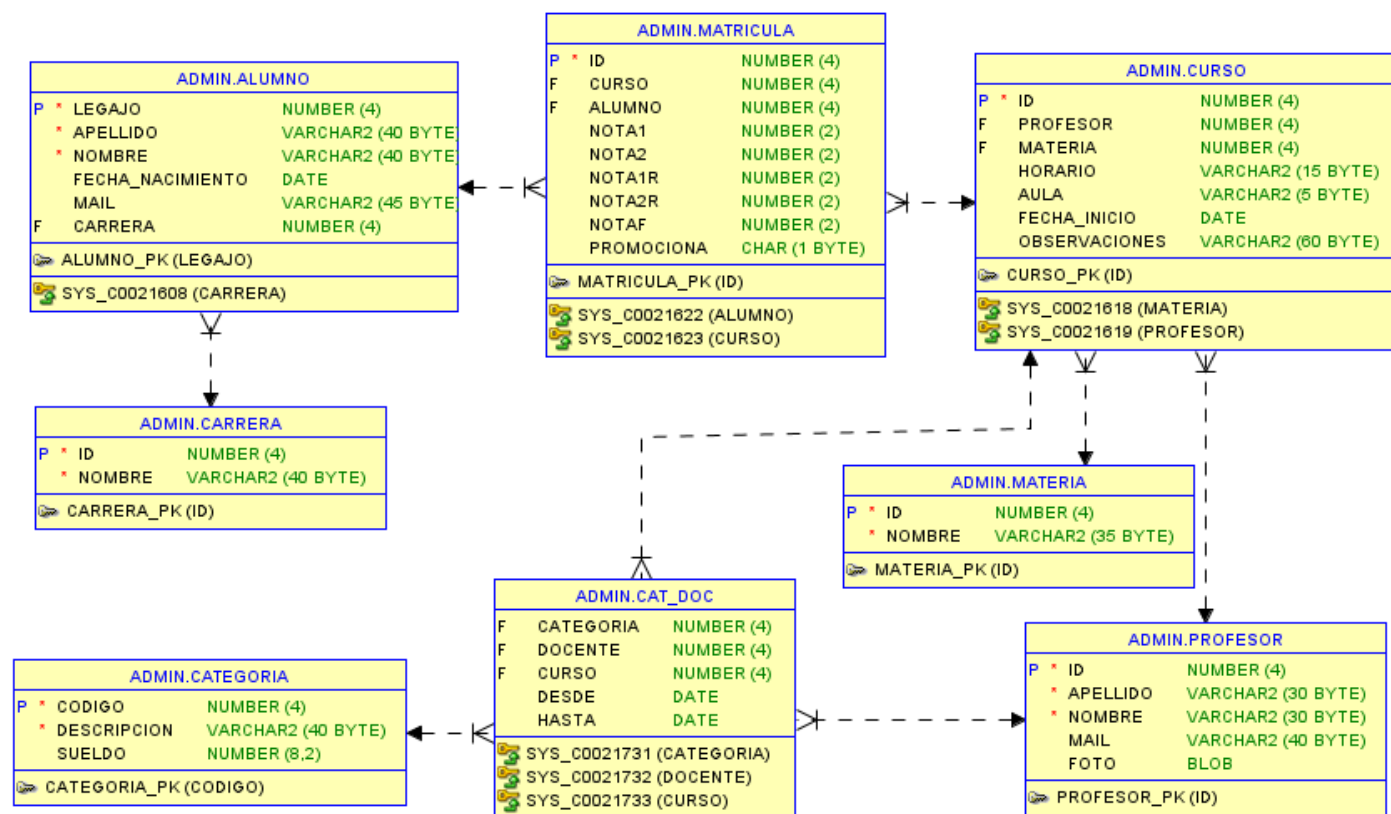 ADMIN.MATRICULA
P * ID NUMBER (4)
F CURSO NUMBER (4)
F ALUMNO NUMBER (4)
NOTA1 NUMBER (2)
NOTA2 NUMBER (2)
NOTA1R NUMBER (2)
NOTA2R NUMBER (2)
NOTAF NUMBER (2)
PROMOCIONA CHAR (1 BYTE)
MATRICULA_PK (ID)
SYS_C0021622 (ALUMNO)
SYS_C0021623 (CURSO)
ADMIN.ALUMNO
P * LEGAJO NUMBER (4)
* APELLIDO VARCHAR2 (40 BYTE)
* NOMBRE VARCHAR2 (40 BYTE)
FECHA_NACIMIENTO DATE
MAIL VARCHAR2 (45 BYTE)
F CARRERA NUMBER (4)
ALUMNO_PK (LEGAJO)
SYS_C0021608 (CARRERA)
ADMIN.CURSO
P * ID NUMBER (4)
F PROFESOR NUMBER (4)
F MATERIA NUMBER (4)
HORARIO VARCHAR2 (15 BYTE)
AULA VARCHAR2 (5 BYTE)
FECHA_INICIO DATE
OBSERVACIONES VARCHAR2 (60 BYTE)
CURSO_PK (ID)
SYS_C0021618 (MATERIA)
SYS_C0021619 (PROFESOR)
ADMIN.CARRERA
P * ID NUMBER (4)
* NOMBRE VARCHAR2 (40 BYTE)
CARRERA_PK (ID)
ADMIN.MATERIA
P * ID NUMBER (4)
* NOMBRE VARCHAR2 (35 BYTE)
MATERIA_PK (ID)
ADMIN.CAT_DOC
F CATEGORIA NUMBER (4)
F DOCENTE NUMBER (4)
F CURSO NUMBER (4)
DESDE DATE
HASTA DATE
SYS_C0021731 (CATEGORIA)
SYS_C0021732 (DOCENTE)
SYS_C0021733 (CURSO)
ADMIN.CATEGORIA
P * CODIGO NUMBER (4)
* DESCRIPCION VARCHAR2 (40 BYTE)
SUELDO NUMBER (8,2)
CATEGORIA_PK (CODIGO)
ADMIN.PROFESOR
P * ID NUMBER (4)
* APELLIDO VARCHAR2 (30 BYTE)
* NOMBRE VARCHAR2 (30 BYTE)
MAIL VARCHAR2 (40 BYTE)
FOTO BLOB
PROFESOR_PK (ID)